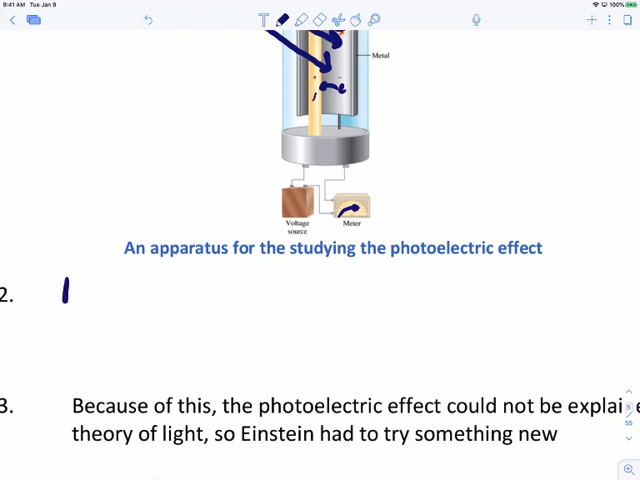 9:41 AM Tue Jan 9
100%
T
Metal
+
−
Voltage
source
Meter
An apparatus for the studying the photoelectric effect
2.
3. Because of this, the photoelectric effect could not be explai
theory of light, so Einstein had to try something new
55